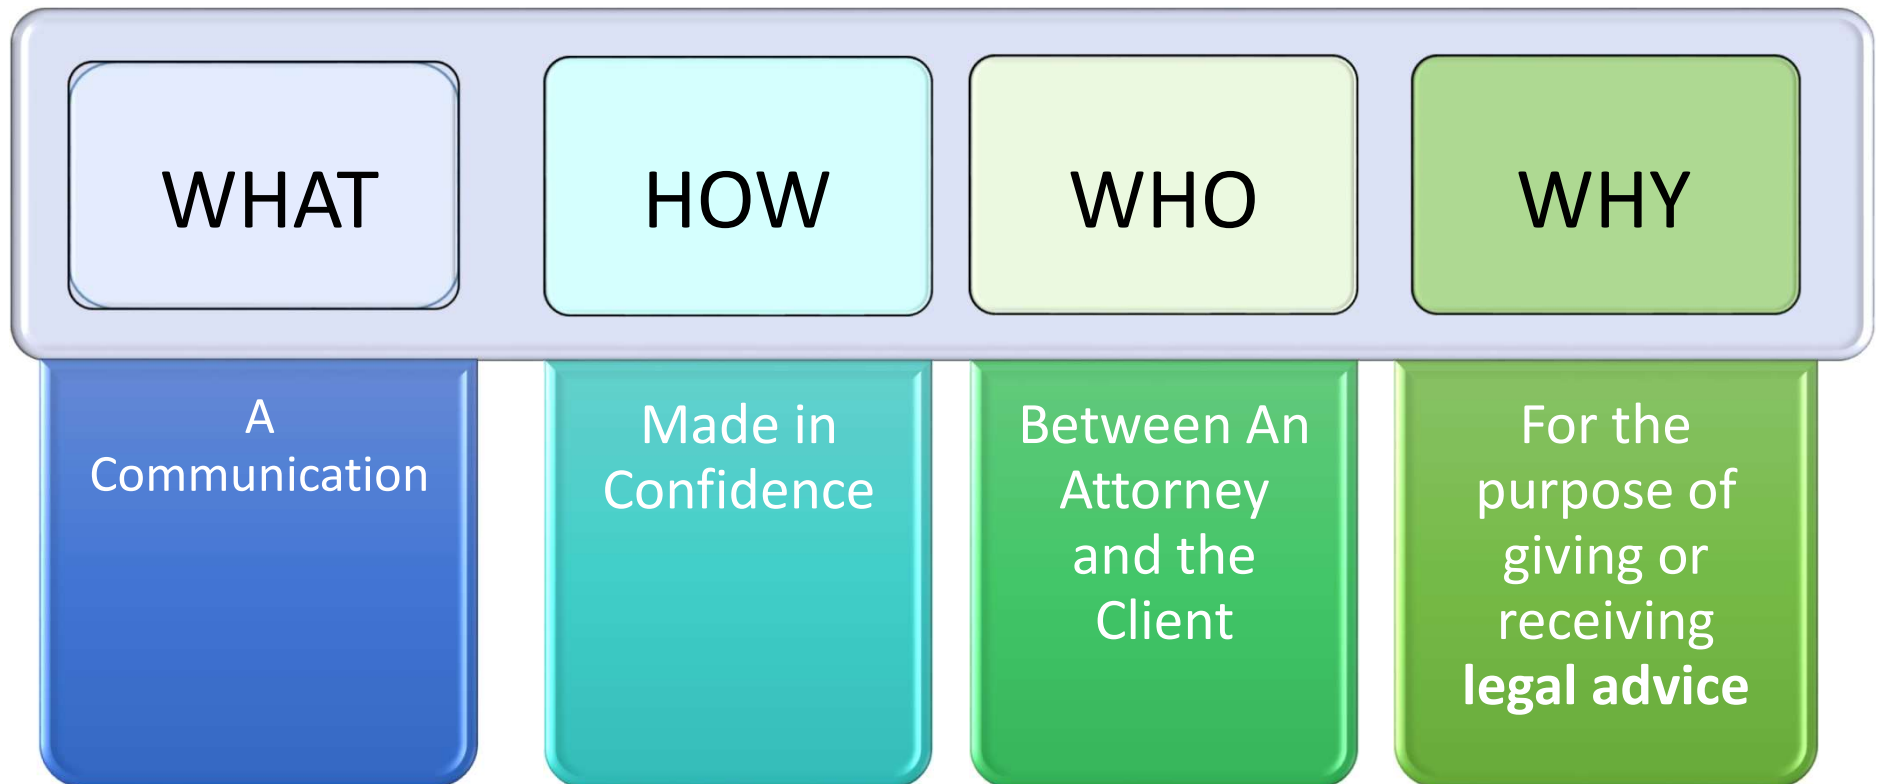 WHAT
HOW
WHO
WHY
A
Communication
Made in
Confidence
Between An
Attorney
and the
Client
For the
purpose of
giving or
receiving
legal advice